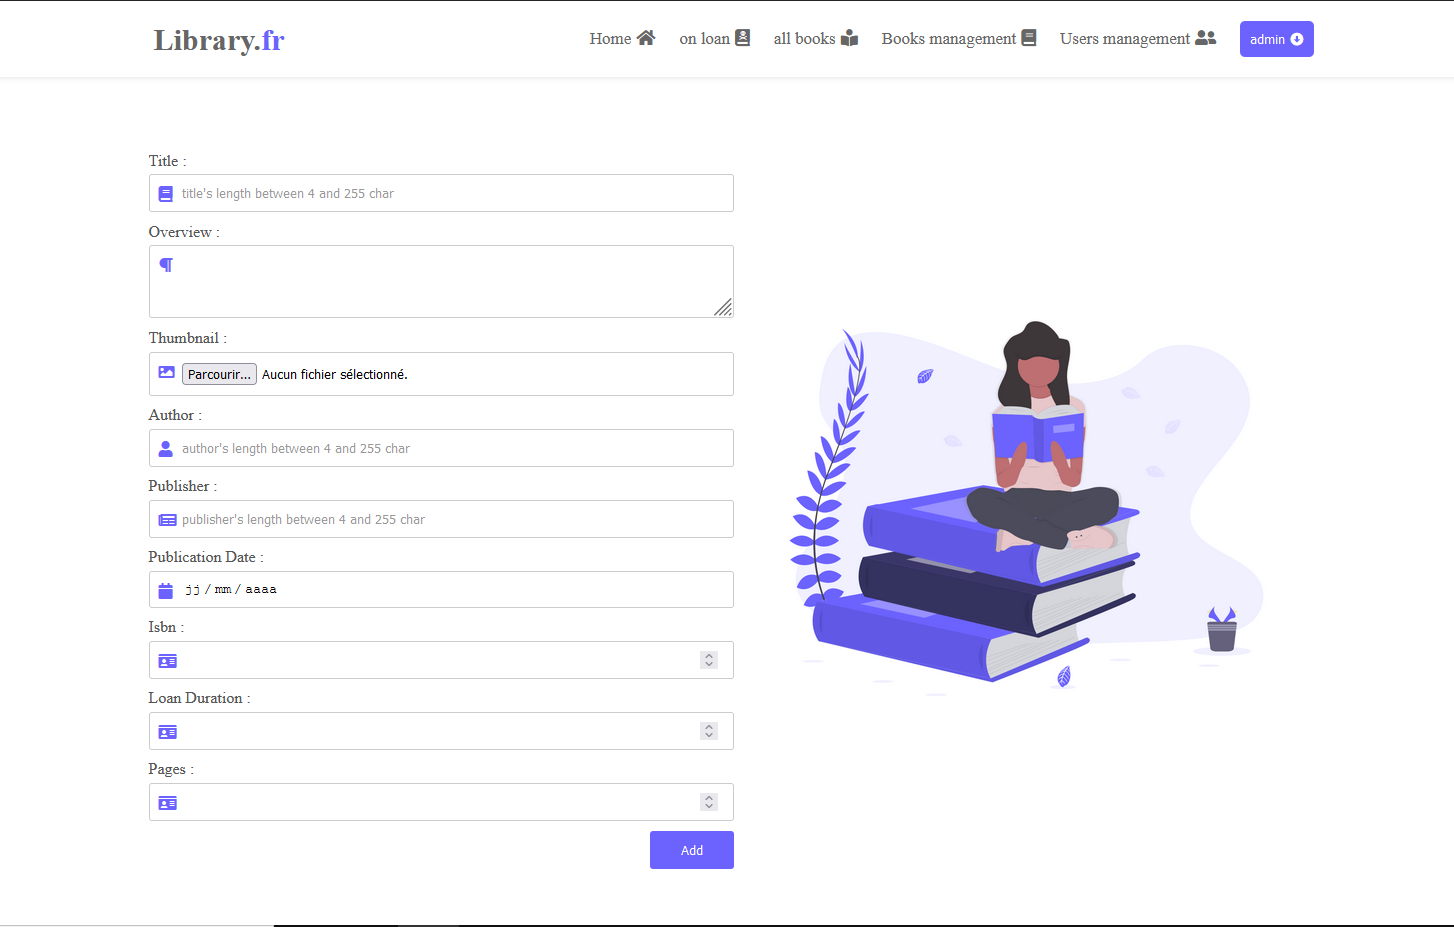 Library.fr
Home
on loan
all books
Books management
Users management
admin
Title :
title's length between 4 and 255 char
Overview :
Thumbnail :
Parcourir... Aucun fichier sélectionné.
Author :
author's length between 4 and 255 char
Publisher :
publisher's length between 4 and 255 char
Publication Date :
jj / mm / aaaa
Isbn :
Loan Duration :
Pages :
Add